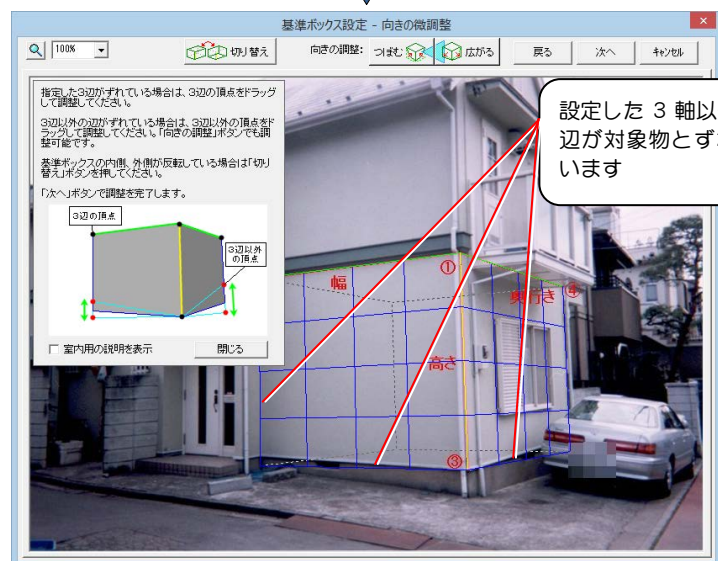 基準ボックス設定 - 向きの微調整
100%
切り替え
向きの調整:
つぼむ
広がる
戻る
次へ
キャンセル
指定した3辺がずれている場合は、3辺の頂点をドラッグ
して調整してください。
3辺以外の辺がずれている場合は、3辺以外の頂点をド
ラッグして調整してください。「向きの調整」ボタンでも調
整可能です。
基準ボックスの内側、外側が反転している場合は「切り
替え」ボタンを押してください。
「次へ」ボタンで調整を完了します。
3辺の頂点
3辺以外
の頂点
室内用の説明を表示
閉じる
設定した 3 軸以
辺が対象物とずれ
います
①
幅
奥行き
④
高さ
③